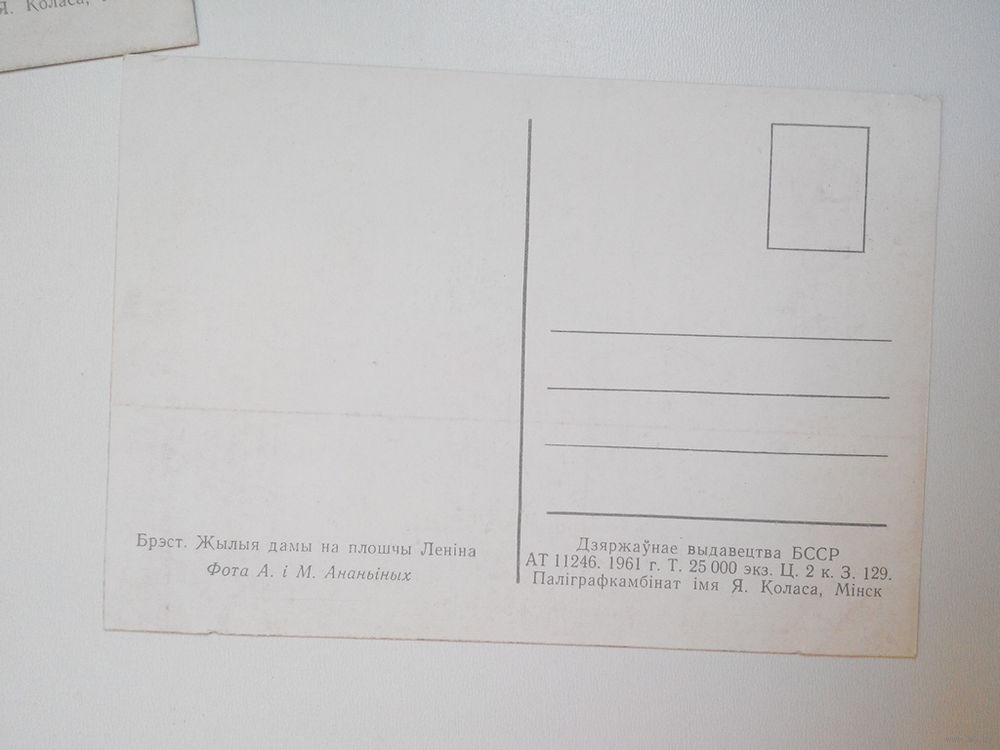 Я. Коласа,
Брэст. Жылыя дамы на плошчы Леніна
Фота А. і М. Ананьіных
Дзяржаўнае выдавецтва БССР
АТ 11246. 1961 г. Т. 25 000 экз. Ц. 2 к. З. 129.
Паліграфкамбінат імя Я. Коласа, Мінск